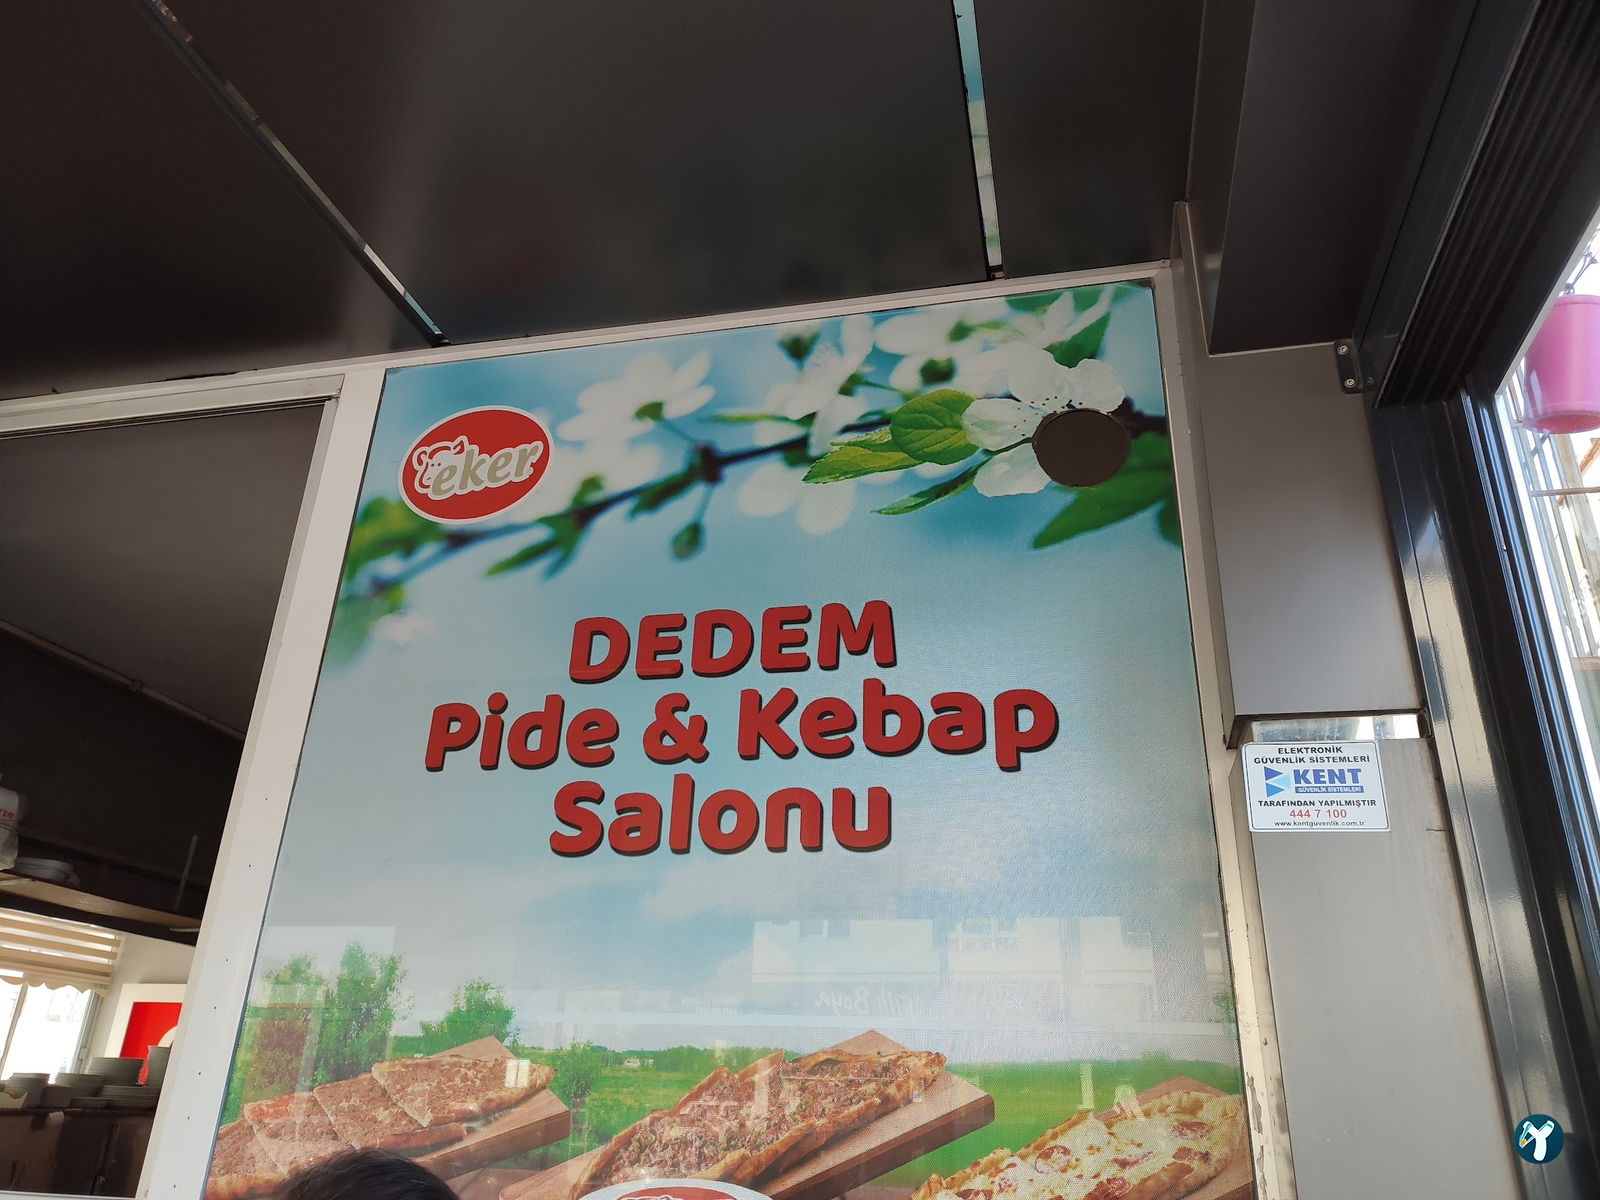 eker
DEDEM
Pide & Kebap
Salonu
ELEKTRONİK
GÜVENLİK SİSTEMLERİ
KENT
GÜVENLİK SİSTEMLERİ
TARAFINDAN YAPILMIŞTIR
444 7 100
www.kentguvenlik.com.tr